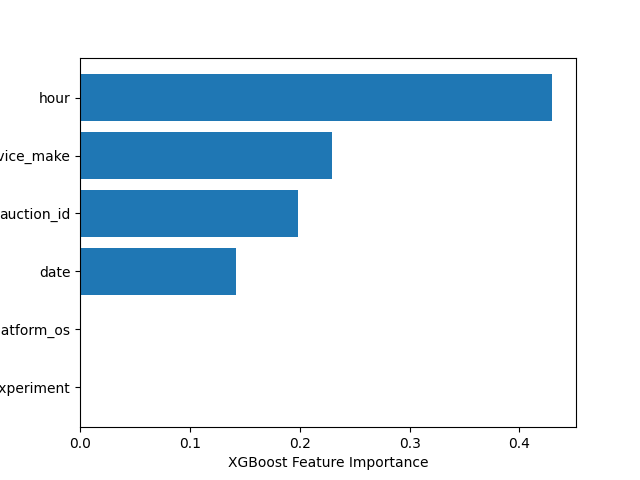 hour
vice_make
auction_id
date
atform_os
xperiment
0.0 0.1 0.2 0.3 0.4
XGBoost Feature Importance